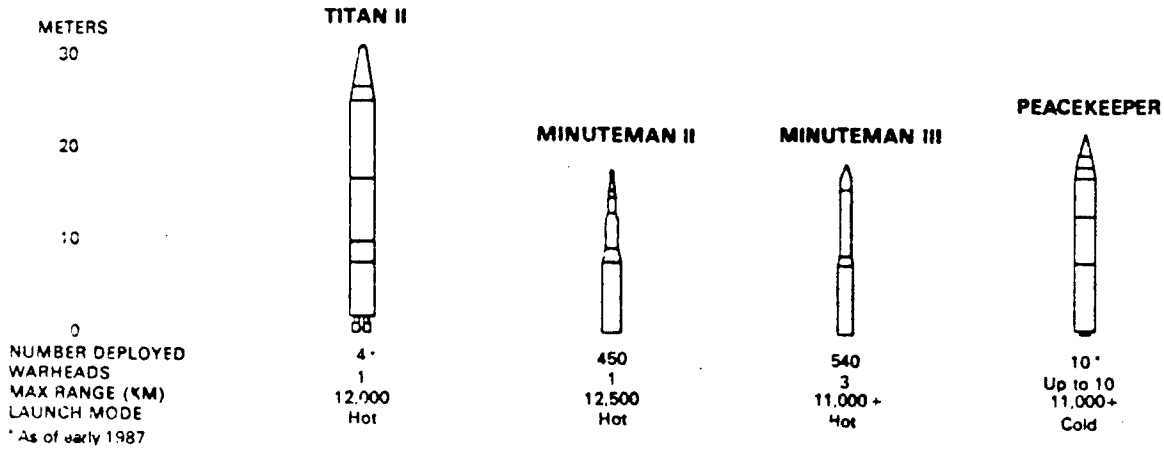 TITAN II
METERS
30
PEACEKEEPER
MINUTEMAN II MINUTEMAN III
20
10
0
NUMBER DEPLOYED 4* 450 540 10*
WARHEADS 1 1 3 Up to 10
MAX RANGE (KM) 12,000 12,500 11,000+ 11,000+
LAUNCH MODE Hot Hot Hot Cold
* As of early 1987